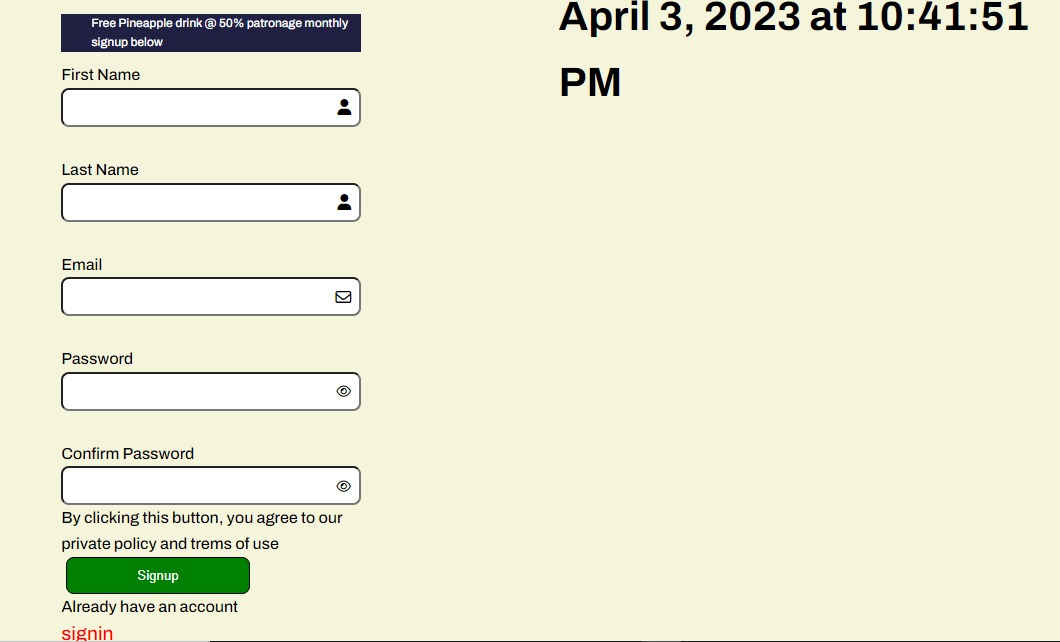 Free Pineapple drink @ 50% patronage monthly
signup below
First Name
Last Name
Email
Password
Confirm Password
By clicking this button, you agree to our
private policy and trems of use
Signup
Already have an account
signin
April 3, 2023 at 10:41:51
PM